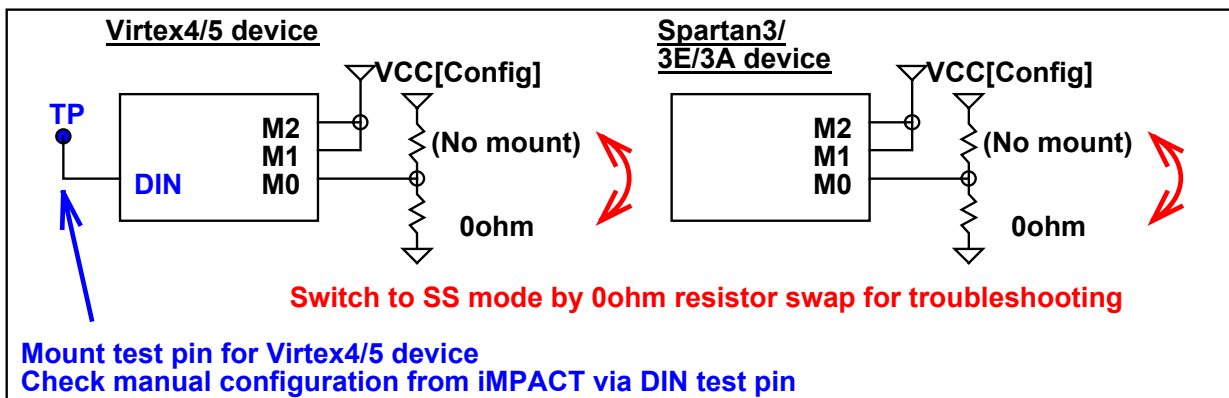 Virtex4/5 device
TP
DIN
M2
M1
M0
VCC[Config]
(No mount)
0ohm
Spartan3/
3E/3A device
M2
M1
M0
VCC[Config]
(No mount)
0ohm
Switch to SS mode by 0ohm resistor swap for troubleshooting
Mount test pin for Virtex4/5 device
Check manual configuration from iMPACT via DIN test pin